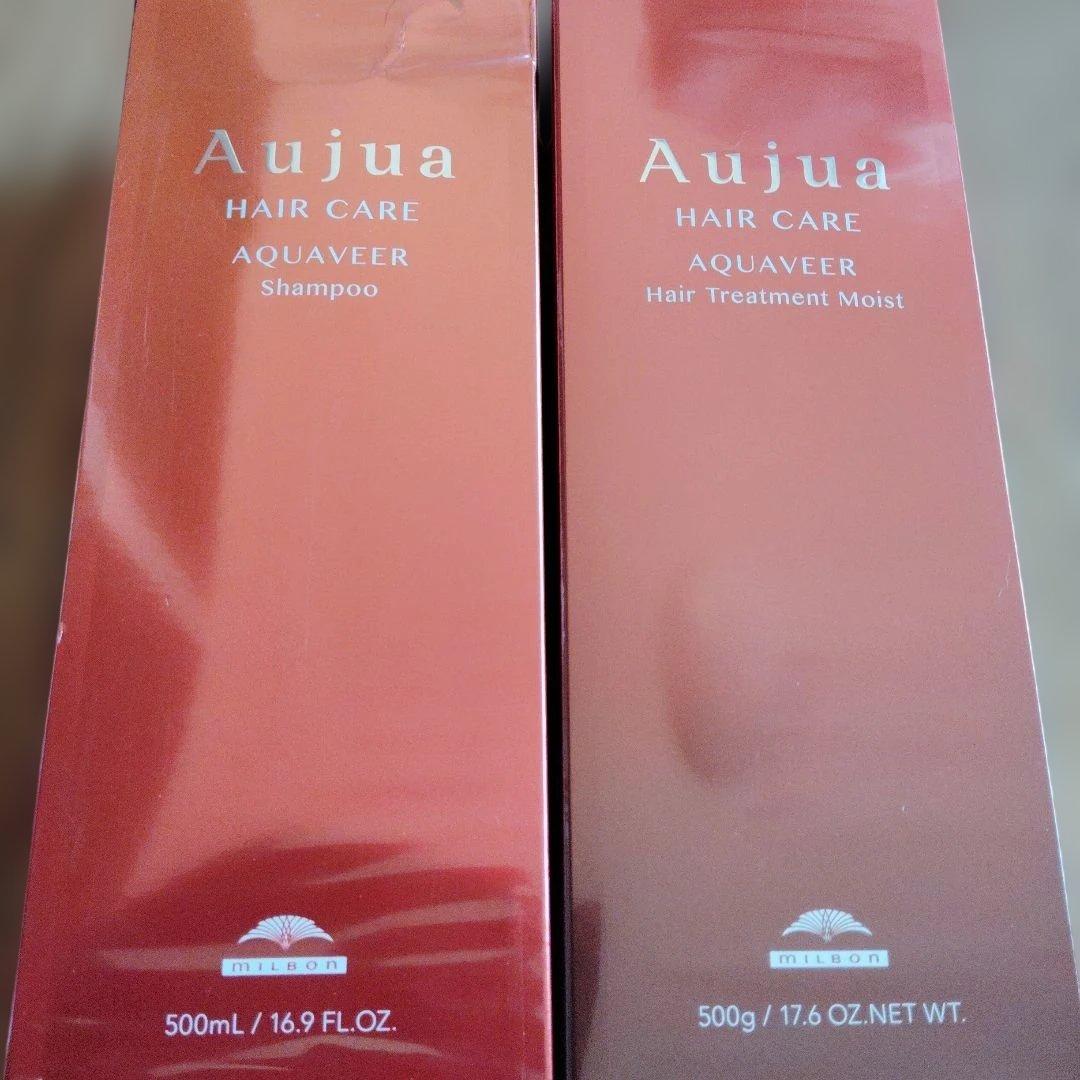 Aujua
HAIR CARE
AQUAVEER
Shampoo
MILBON
500mL / 16.9 FL.OZ.
Aujua
HAIR CARE
AQUAVEER
Hair Treatment Moist
MILBON
500g / 17.6 OZ.NET WT.